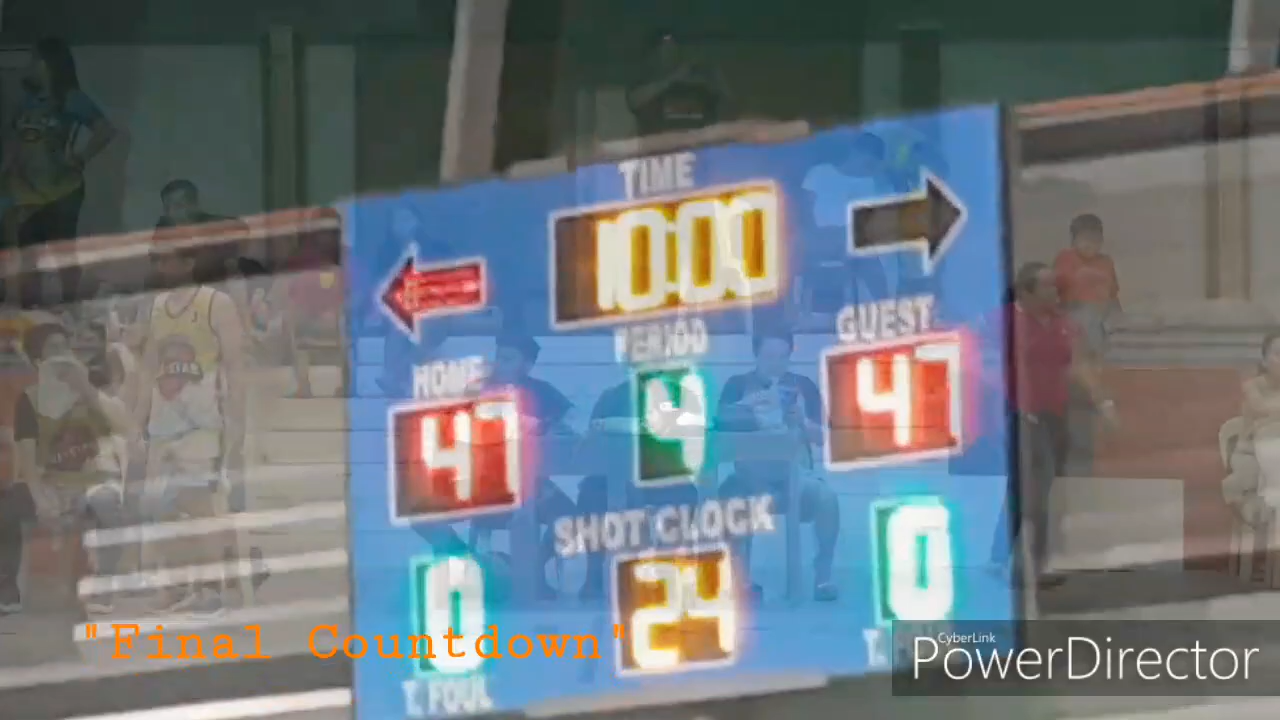 TIME
10:00
PERIOD
GUEST
HOME
47
4
47
SHOT CLOCK
0
24
0
"Final Countdown"
T. FOUL
CyberLink
PowerDirector